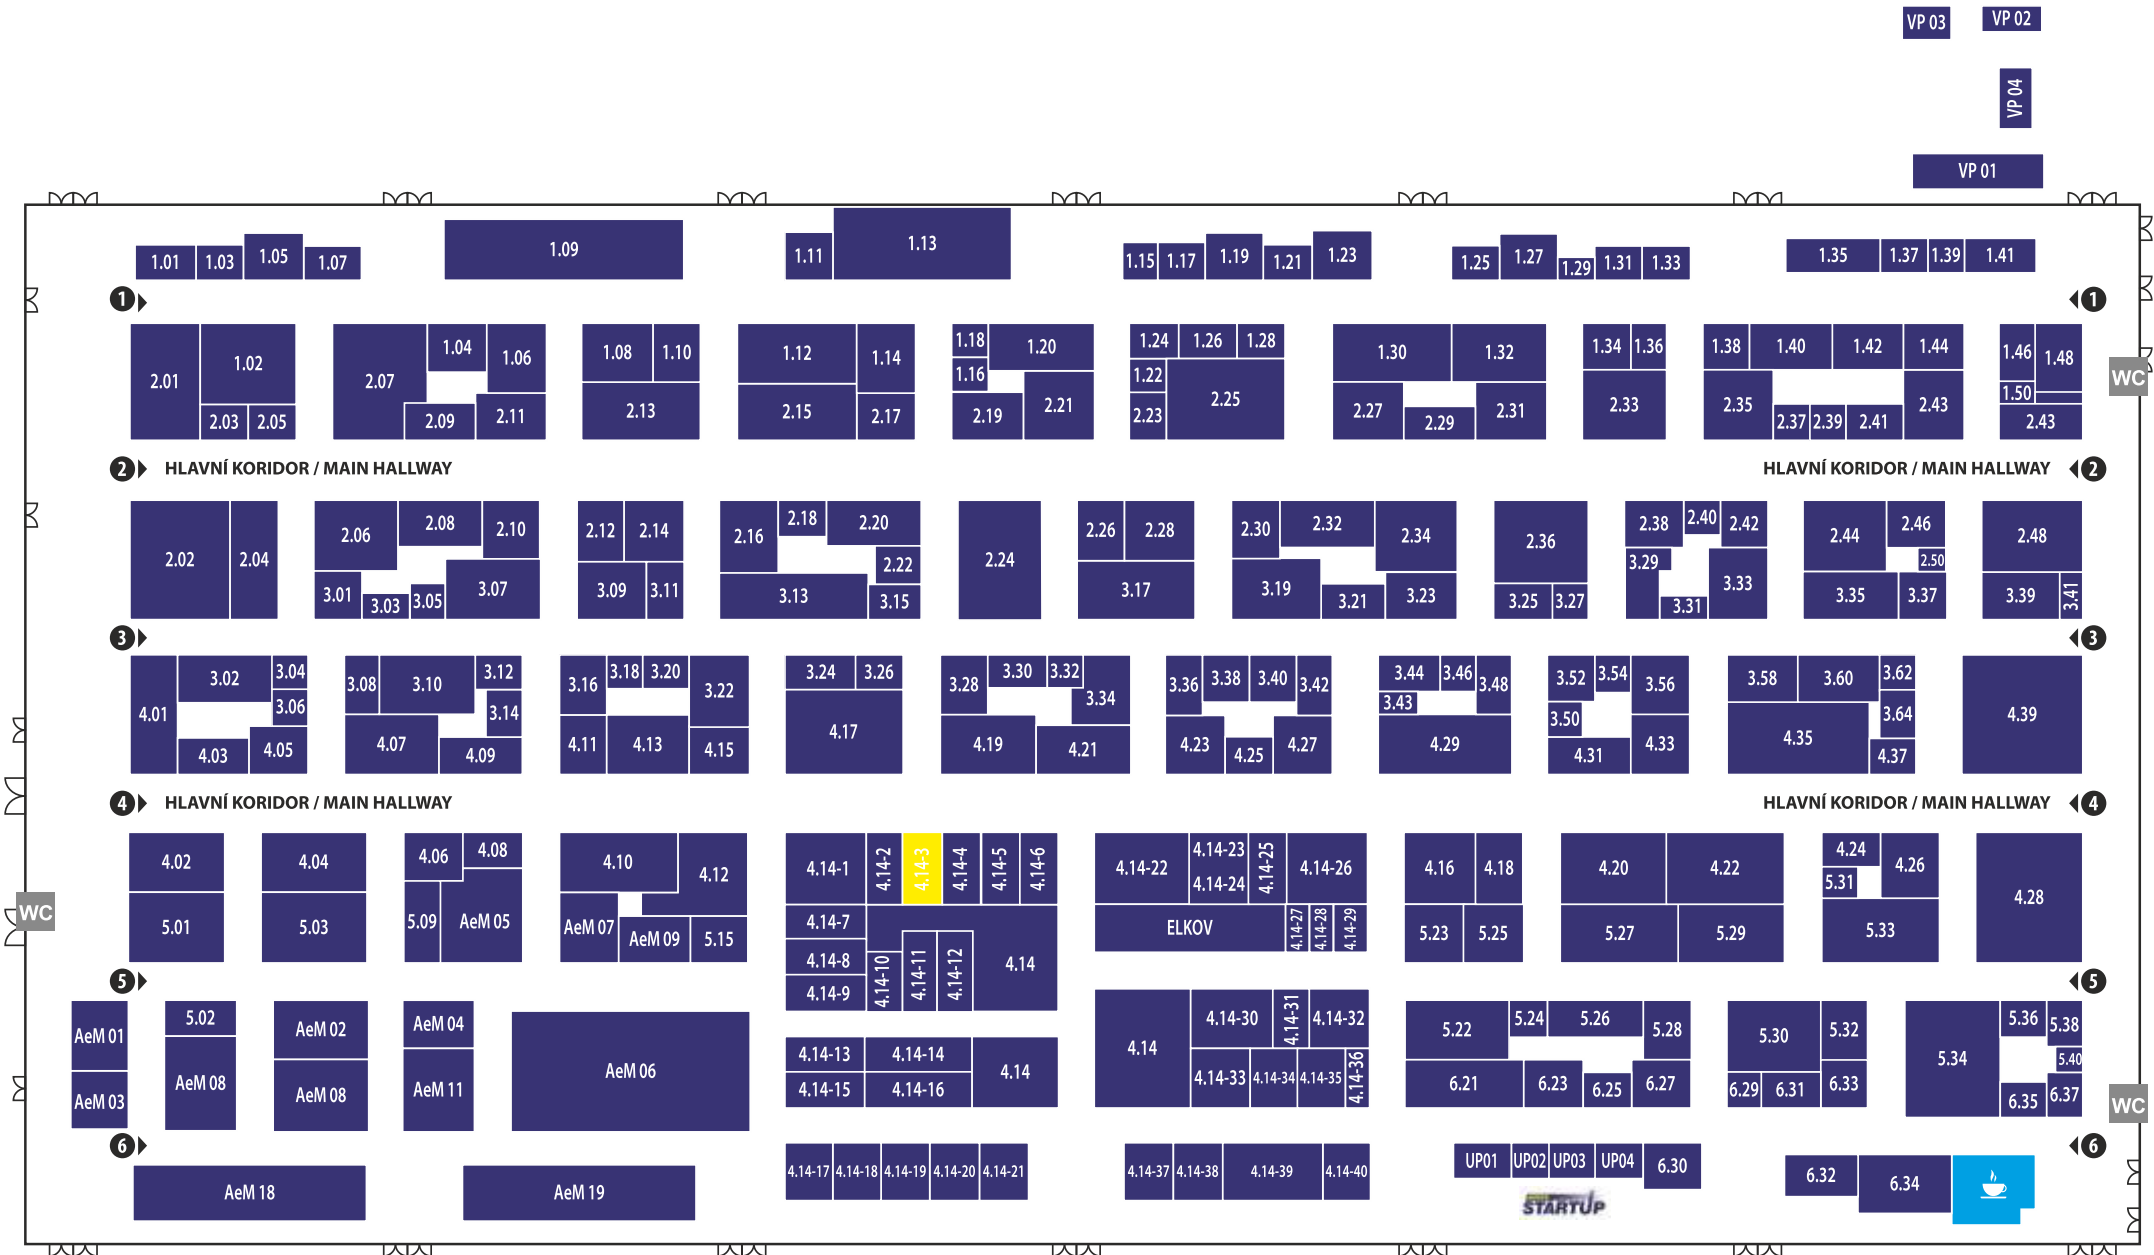 VP 03 VP 02
VP 04
VP 01
1.01 1.03 1.05 1.07 1.09 1.11 1.13 1.15 1.17 1.19 1.21 1.23 1.25 1.27 1.29 1.31 1.33 1.35 1.37 1.39 1.41
1 1
2.01 1.02 2.07 1.04 1.06 1.08 1.10 1.12 1.14 1.18 1.20 1.24 1.26 1.28 1.30 1.32 1.34 1.36 1.38 1.40 1.42 1.44 1.46 1.48
1.16 1.22 1.50 WC
2.03 2.05 2.09 2.11 2.13 2.15 2.17 2.19 2.21 2.23 2.25 2.27 2.29 2.31 2.33 2.35 2.37 2.39 2.41 2.43 2.43
2 HLAVNÍ KORIDOR / MAIN HALLWAY HLAVNÍ KORIDOR / MAIN HALLWAY 2
2.02 2.04 2.06 2.08 2.10 2.12 2.14 2.16 2.18 2.20 2.22 2.24 2.26 2.28 2.30 2.32 2.34 2.36 2.38 2.40 2.42 2.44 2.46 2.50 2.48
3.01 3.03 3.05 3.07 3.09 3.11 3.13 3.15 3.17 3.19 3.21 3.23 3.25 3.27 3.29 3.31 3.33 3.35 3.37 3.39 3.41
3 3
4.01 3.02 3.04 3.06 3.08 3.10 3.12 3.14 3.16 3.18 3.20 3.22 3.24 3.26 3.28 3.30 3.32 3.34 3.36 3.38 3.40 3.42 3.44 3.46 3.48 3.43 3.52 3.54 3.56 3.50 3.58 3.60 3.62 3.64 4.39
4.03 4.05 4.07 4.09 4.11 4.13 4.15 4.17 4.19 4.21 4.23 4.25 4.27 4.29 4.31 4.33 4.35 4.37
4 HLAVNÍ KORIDOR / MAIN HALLWAY HLAVNÍ KORIDOR / MAIN HALLWAY 4
4.02 4.04 4.06 4.08 4.10 4.12 4.14-1 4.14-2 4.14-3 4.14-4 4.14-5 4.14-6 4.14-22 4.14-23 4.14-24 4.14-25 4.14-26 4.16 4.18 4.20 4.22 4.24 4.26 5.31 4.28
WC 5.01 5.03 5.09 AeM 05 AeM 07 AeM 09 5.15 4.14-7 ELKOV 4.14-27 4.14-28 4.14-29 5.23 5.25 5.27 5.29 5.33
4.14-8 4.14-9 4.14-10 4.14-11 4.14-12 4.14
5 5
AeM 01 5.02 AeM 02 AeM 04 AeM 06 4.14 4.14-30 4.14-31 4.14-32 5.22 5.24 5.26 5.28 5.30 5.32 5.34 5.36 5.38 5.40
AeM 03 AeM 08 AeM 08 AeM 11 4.14-13 4.14-14 4.14 4.14-33 4.14-34 4.14-35 4.14-36 6.21 6.23 6.25 6.27 6.29 6.31 6.33 6.35 6.37 WC
4.14-15 4.14-16
6 6
AeM 18 AeM 19 4.14-17 4.14-18 4.14-19 4.14-20 4.14-21 4.14-37 4.14-38 4.14-39 4.14-40 UP01 UP02 UP03 UP04 6.30 6.32 6.34
STARTUP